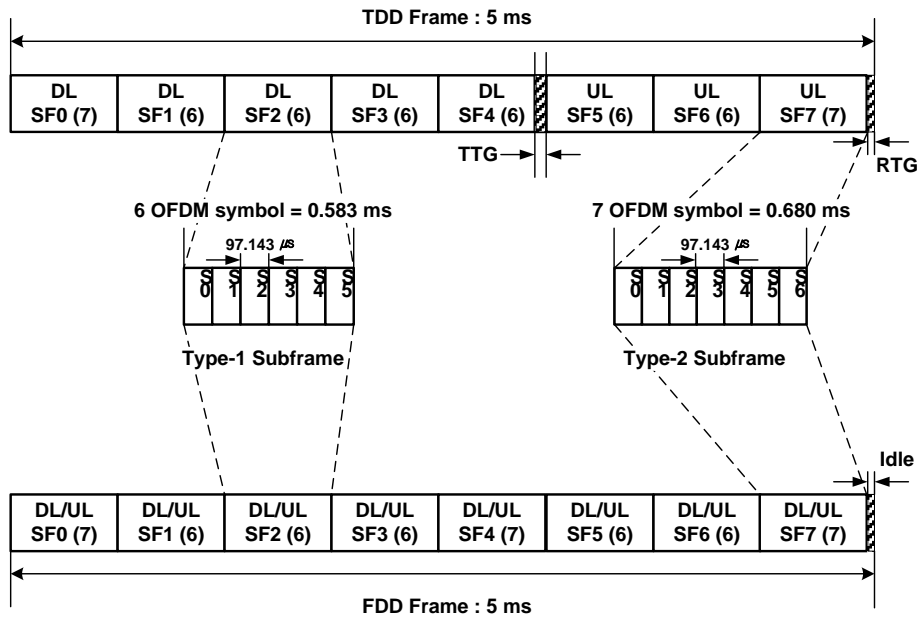 TDD Frame : 5 ms
DL SF0 (7)
DL SF1 (6)
DL SF2 (6)
DL SF3 (6)
DL SF4 (6)
UL SF5 (6)
UL SF6 (6)
UL SF7 (7)
TTG
RTG
6 OFDM symbol = 0.583 ms
7 OFDM symbol = 0.680 ms
97.143 μs
97.143 μs
S0 S1 S2 S3 S4 S5
S0 S1 S2 S3 S4 S5 S6
Type-1 Subframe
Type-2 Subframe
Idle
DL/UL SF0 (7)
DL/UL SF1 (6)
DL/UL SF2 (6)
DL/UL SF3 (6)
DL/UL SF4 (7)
DL/UL SF5 (6)
DL/UL SF6 (6)
DL/UL SF7 (7)
FDD Frame : 5 ms